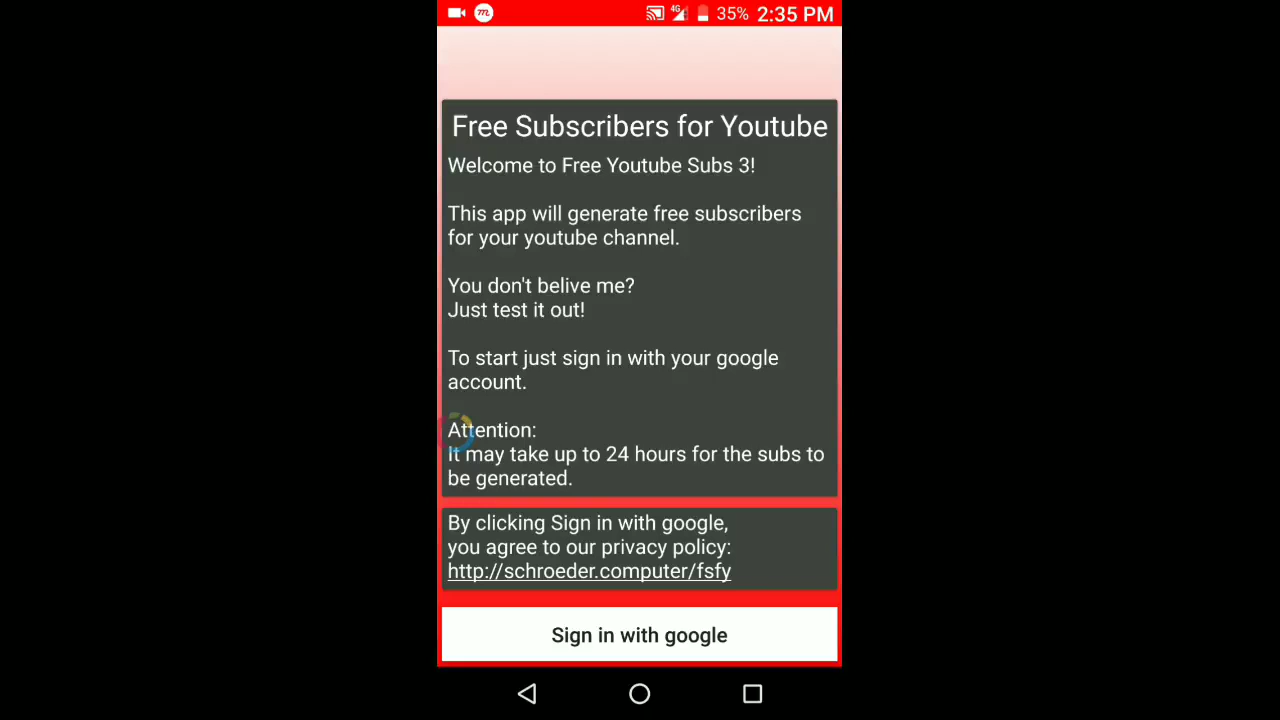 4G 35% 2:35 PM
Free Subscribers for Youtube
Welcome to Free Youtube Subs 3!
This app will generate free subscribers
for your youtube channel.
You don't belive me?
Just test it out!
To start just sign in with your google
account.
Attention:
It may take up to 24 hours for the subs to
be generated.
By clicking Sign in with google,
you agree to our privacy policy:
http://schroeder.computer/fsfy
Sign in with google